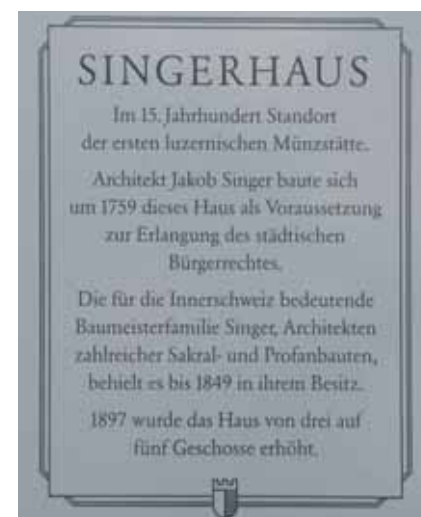 SINGERHAUS
Im 15. Jahrhundert Standort
der ersten luzernischen Münzstätte.
Architekt Jakob Singer baute sich
um 1759 dieses Haus als Voraussetzung
zur Erlangung des städtischen
Bürgerrechtes.
Die für die Innerschweiz bedeutende
Baumeisterfamilie Singer, Architekten
zahlreicher Sakral- und Profanbauten,
behielt es bis 1849 in ihrem Besitz.
1897 wurde das Haus von drei auf
fünf Geschosse erhöht.